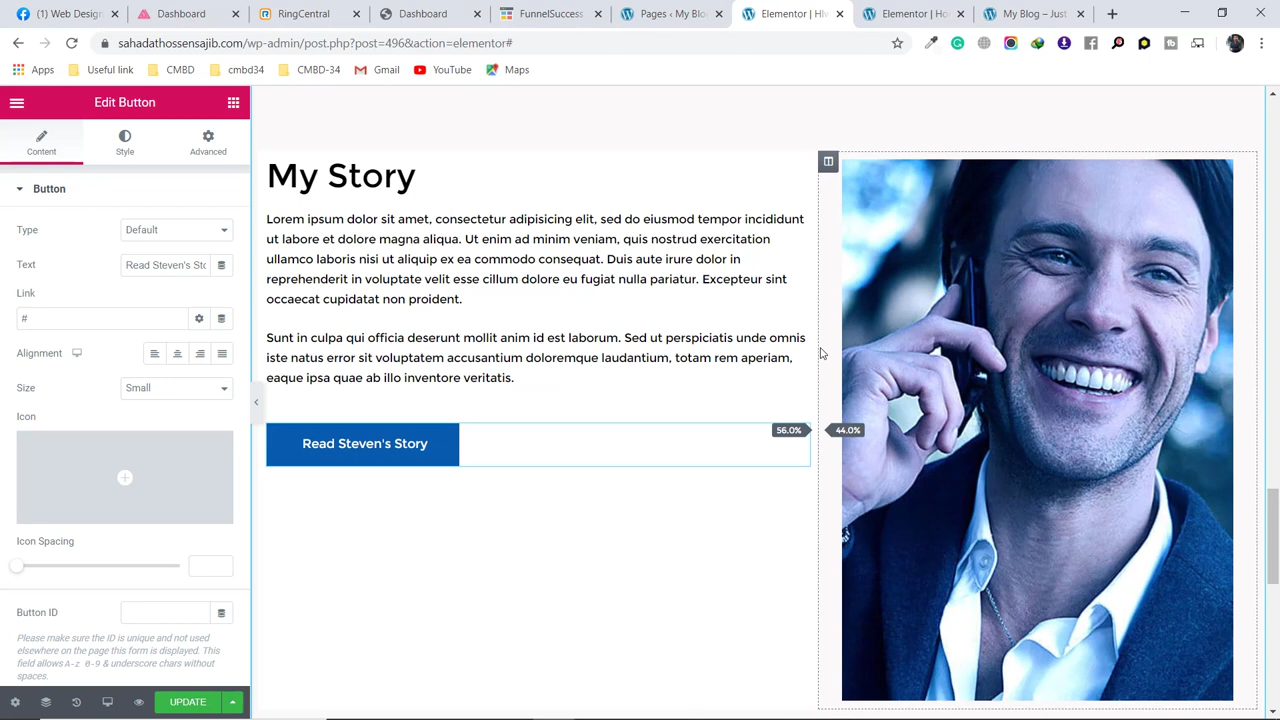 (1) Web Design
Dashboard
RingCentral
Dashboard
FunnelSuccess
Pages ‹ My Blo
Elementor | Hi
Elementor | Ho
My Blog – Just
sahadathossensajib.com/wp-admin/post.php?post=496&action=elementor#
Apps
Useful link
CMBD
cmbd34
CMBD-34
Gmail
YouTube
Maps
Edit Button
Content
Style
Advanced
Button
Type
Default
Text
Read Steven's Stc
Link
#
Alignment
Size
Small
Icon
Icon Spacing
Button ID
Please make sure the ID is unique and not used
elsewhere on the page this form is displayed. This
field allows A-z 0-9 & underscore chars without
spaces.
UPDATE
My Story
Lorem ipsum dolor sit amet, consectetur adipisicing elit, sed do eiusmod tempor incididunt
ut labore et dolore magna aliqua. Ut enim ad minim veniam, quis nostrud exercitation
ullamco laborisnisi ut aliquip ex ea commodo consequat. Duis aute irure dolor in
reprehenderit in voluptate velit esse cillum dolore eu fugiat nulla pariatur. Excepteur sint
occaecat cupidatat non proident.
Sunt in culpa qui officia deserunt mollit anim id est laborum. Sed ut perspiciatis unde omnis
iste natus error sit voluptatem accusantium doloremque laudantium, totam rem aperiam,
eaque ipsa quae ab illo inventore veritatis.
Read Steven's Story
56.0%
44.0%